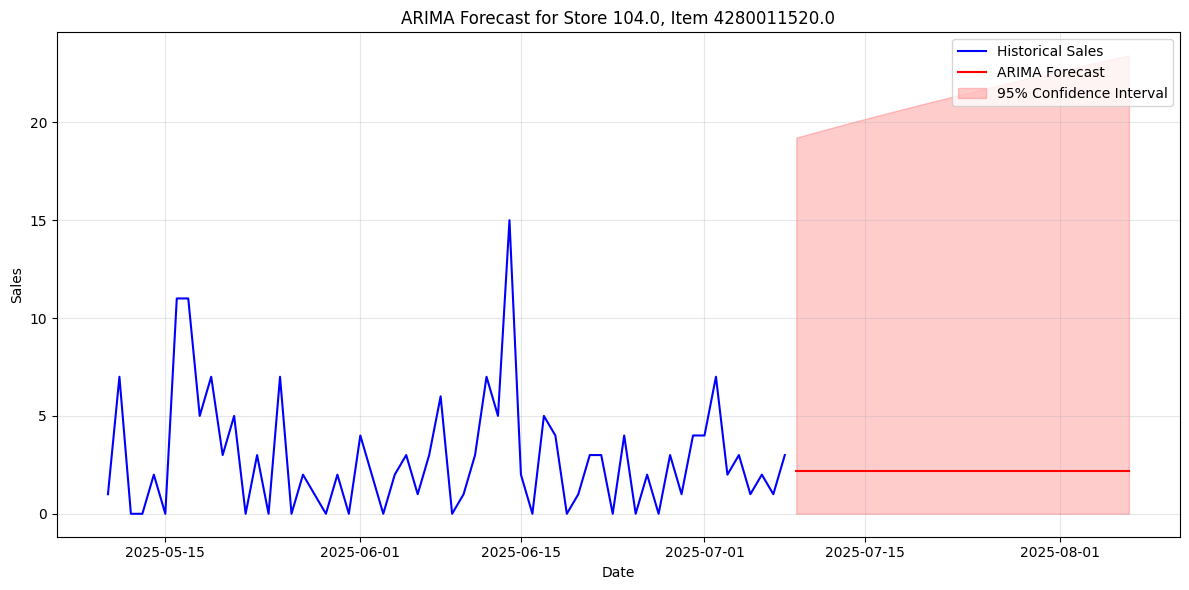 ARIMA Forecast for Store 104.0, Item 4280011520.0
Historical Sales
ARIMA Forecast
95% Confidence Interval
Sales
20
15
10
5
0
2025-05-15
2025-06-01
2025-06-15
2025-07-01
2025-07-15
2025-08-01
Date